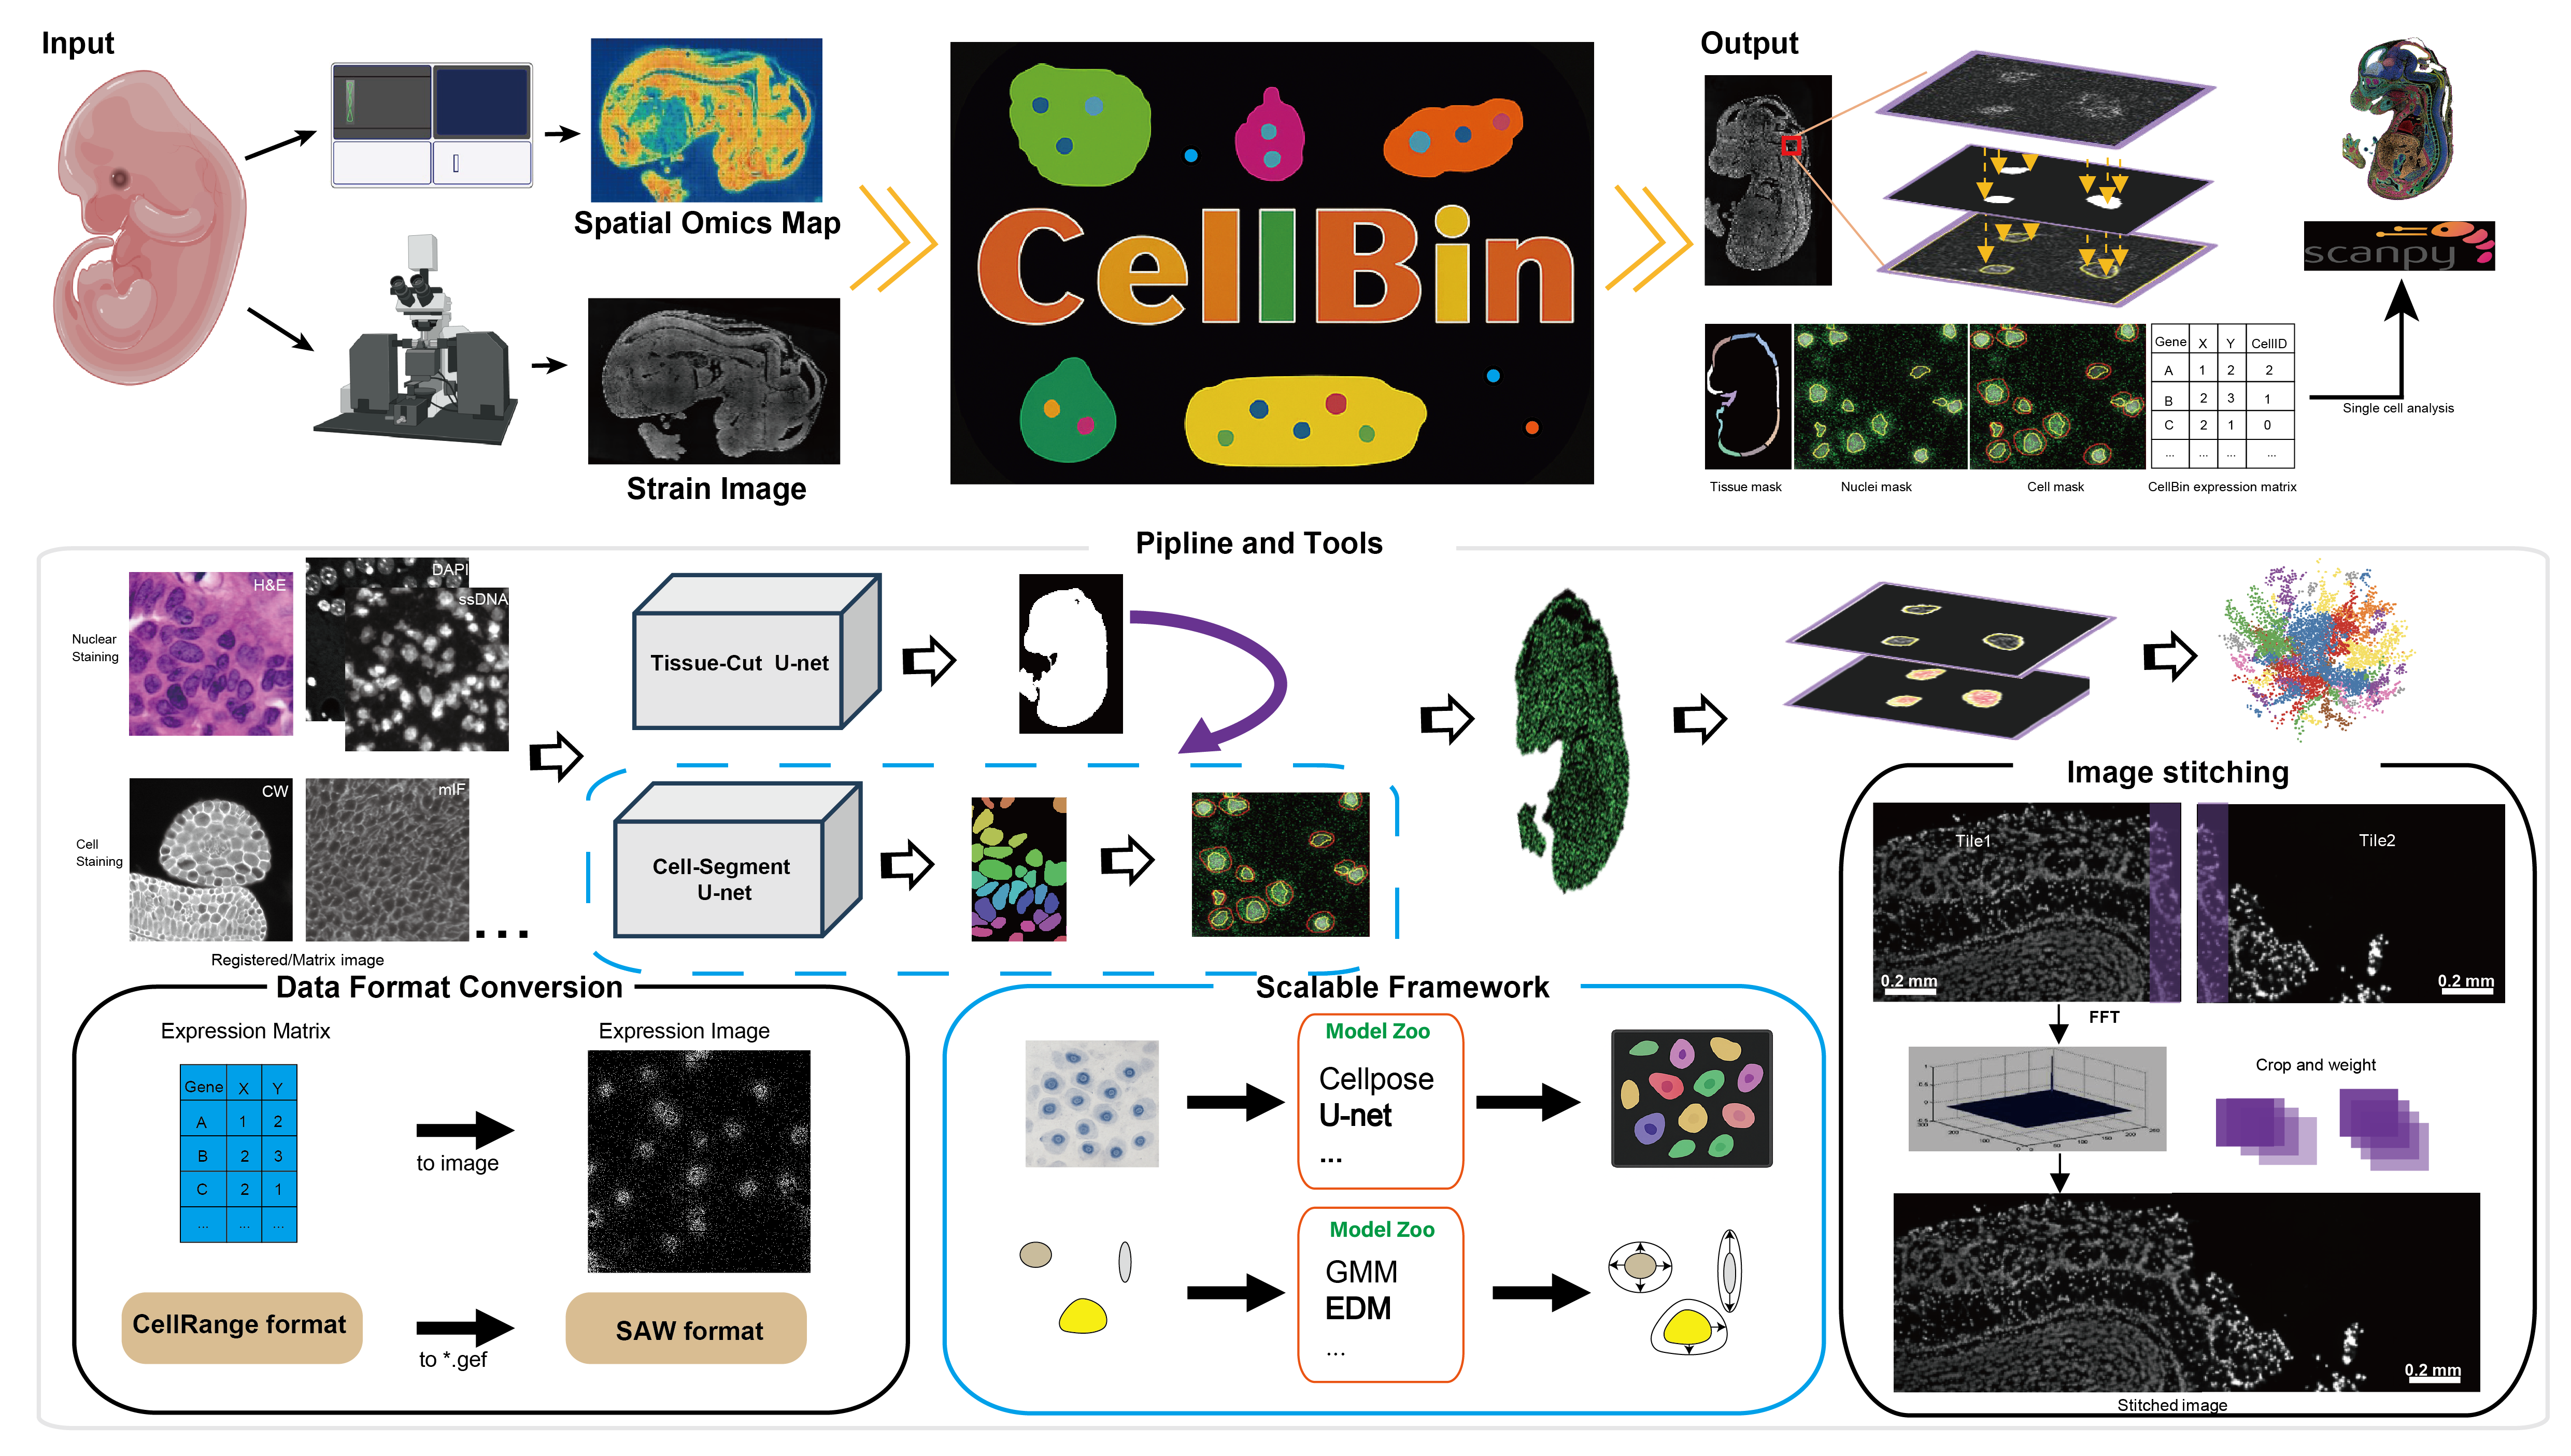 Input
Spatial Omics Map
Strain Image
CellBin
Output
scanpy
Gene X Y CellID
A 1 2 2
B 2 3 1
C 2 1 0
... ... ... ...
Single cell analysis
Tissue mask
Nuclei mask
Cell mask
CellBin expression matrix
Pipline and Tools
Nuclear
Staining
H&E
DAPI
ssDNA
Cell
Staining
CW
mIF
...
Registered/Matrix image
Tissue-Cut U-net
Cell-Segment
U-net
Data Format Conversion
Expression Matrix
Expression Image
Gene X Y
A 1 2
B 2 3
C 2 1
... ... ...
to image
CellRange format
to *.gef
SAW format
Scalable Framework
Model Zoo
Cellpose
U-net
...
Model Zoo
GMM
EDM
...
Image stitching
Tile1
Tile2
0.2 mm
0.2 mm
FFT
Crop and weight
0.2 mm
Stitched image